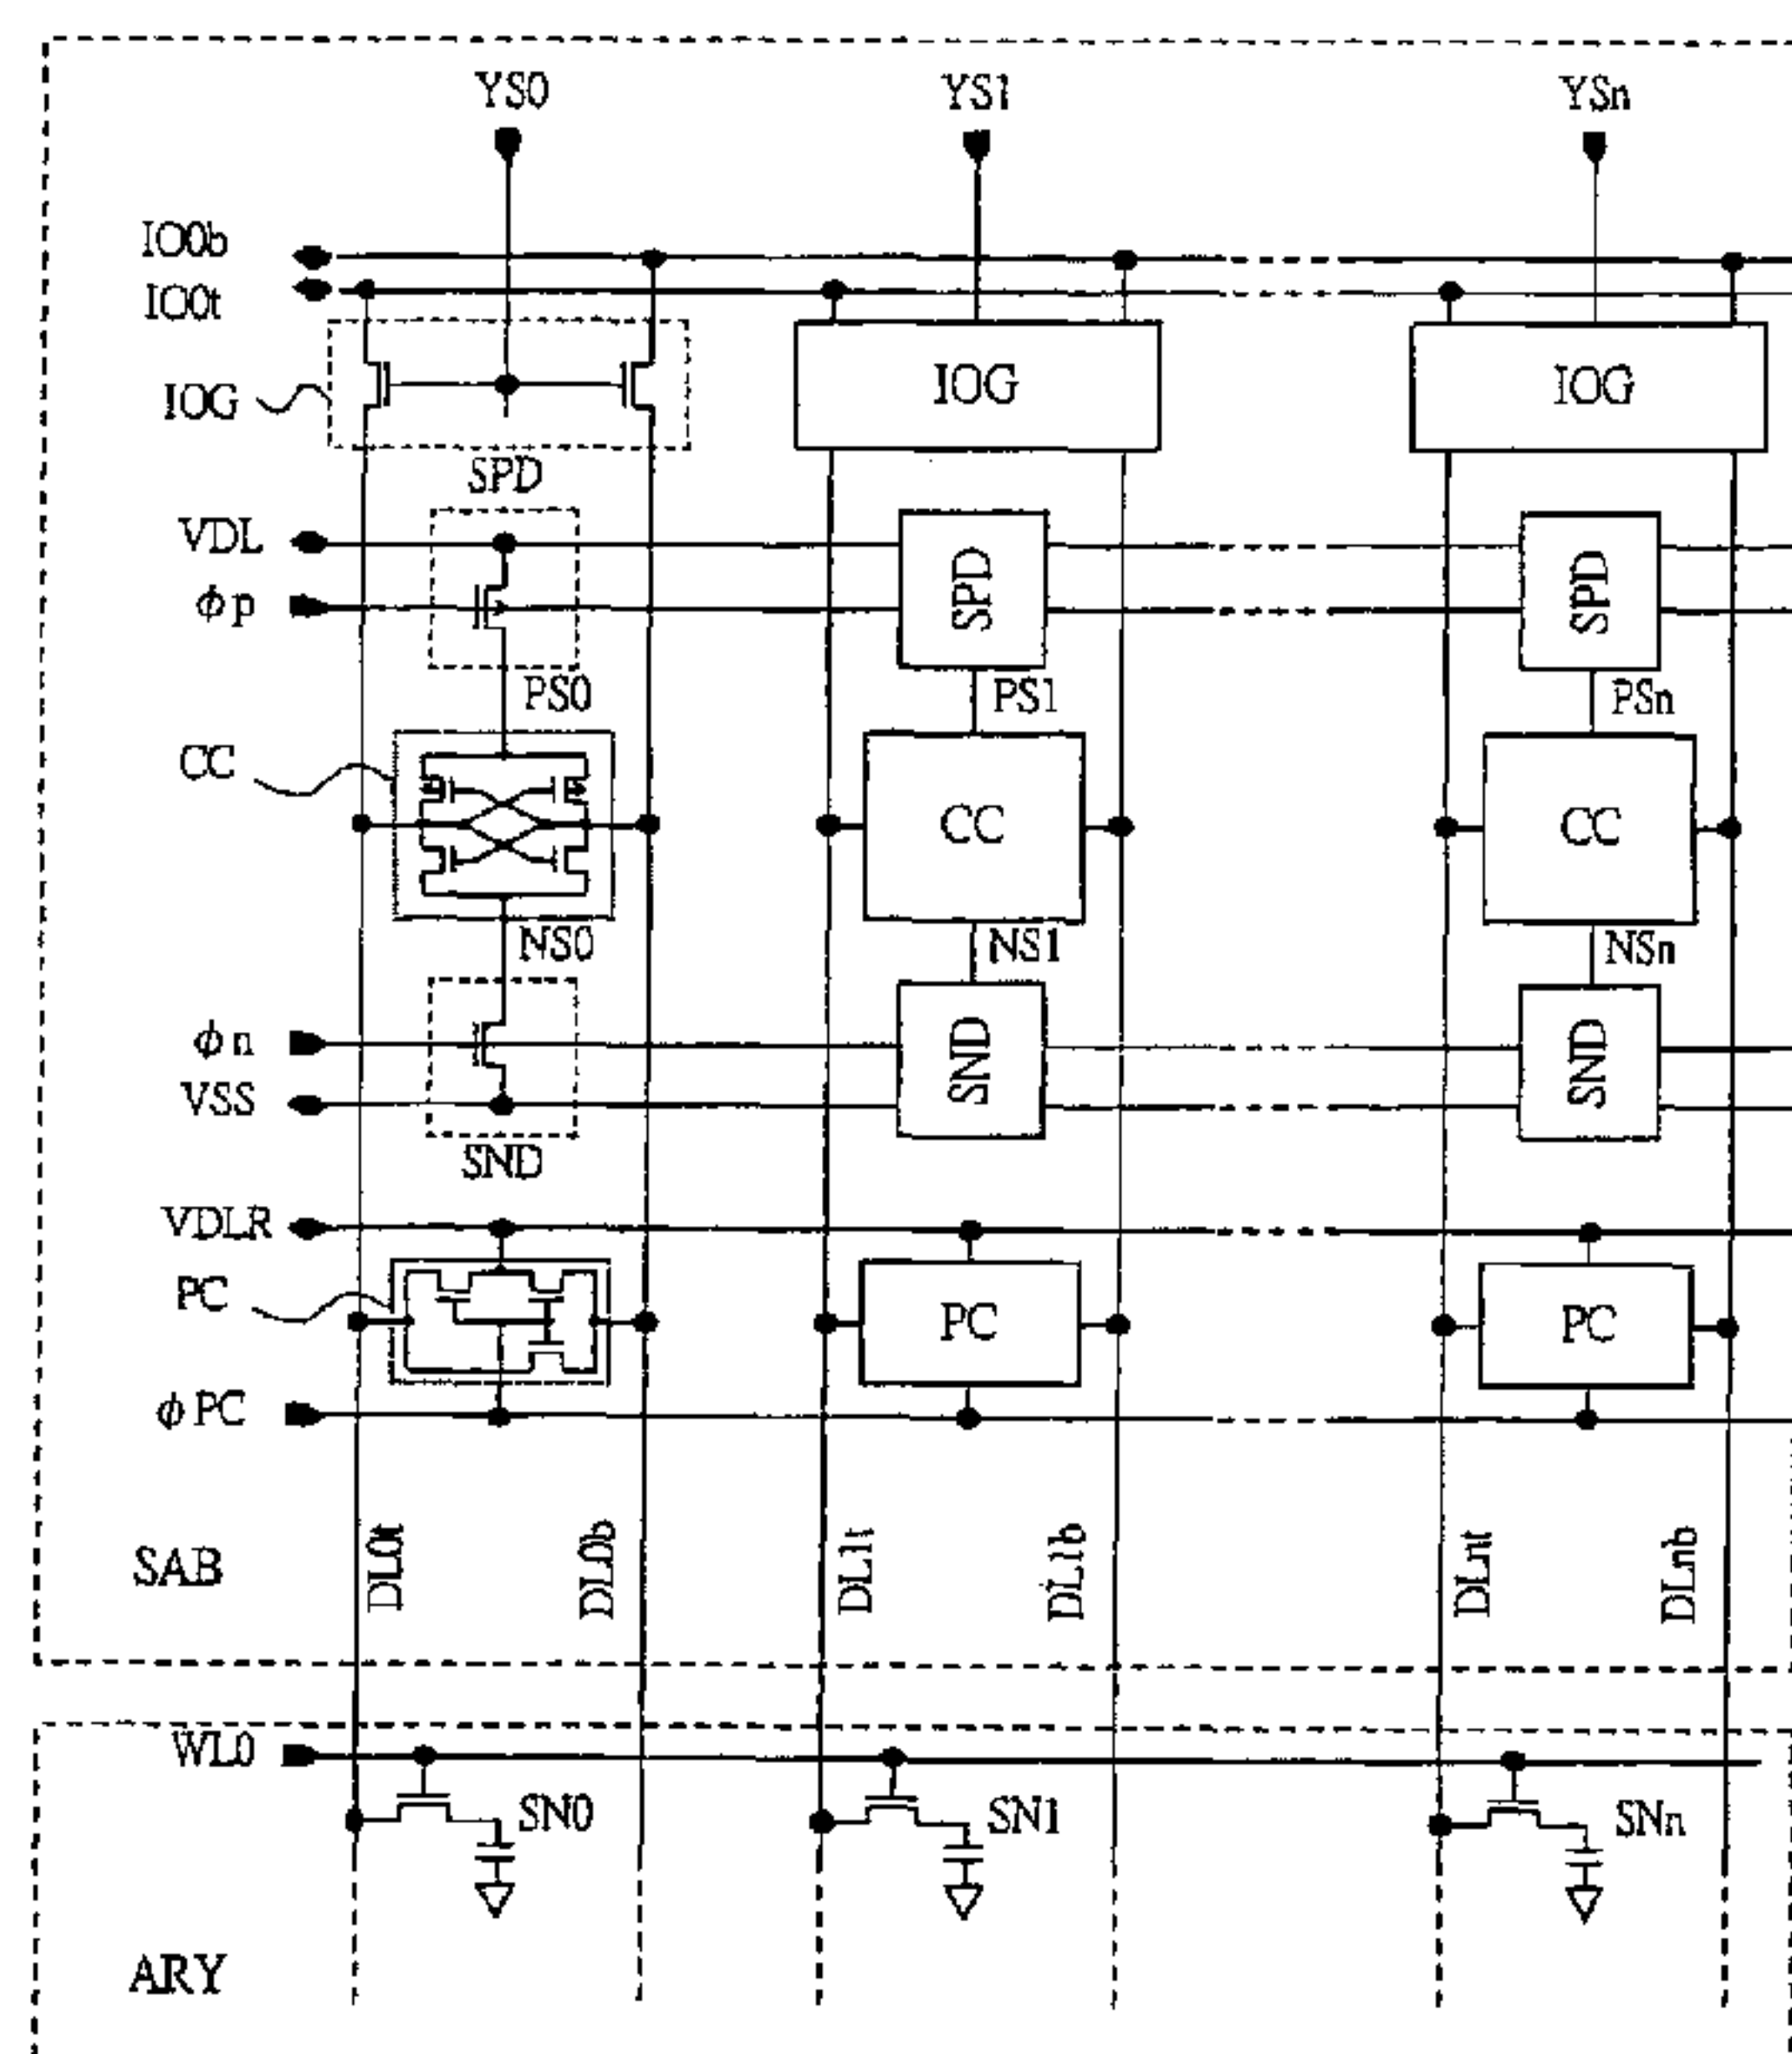 YS0 YS1 YSn
IO0b
IO0t
IOG IOG IOG
SPD
VDL
SPD SPD
φp
PS0 PS1 PSn
CC CC CC
NS0 NS1 NSn
φn
SND SND
VSS
SND
VDLR
PC PC PC
φPC
DL0t DL0b DL1t DL1b DLnt DLnb
SAB
WL0
SN0 SN1 SNn
ARY